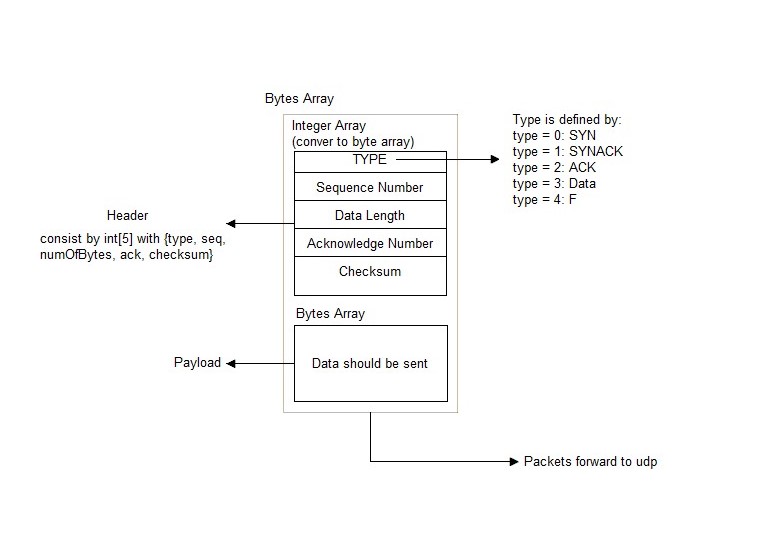 Bytes Array
Integer Array
(conver to byte array)
TYPE
Sequence Number
Data Length
Acknowledge Number
Checksum
Type is defined by:
type = 0: SYN
type = 1: SYNACK
type = 2: ACK
type = 3: Data
type = 4: F
Header
consist by int[5] with {type, seq,
numOfBytes, ack, checksum}
Bytes Array
Data should be sent
Payload
Packets forward to udp